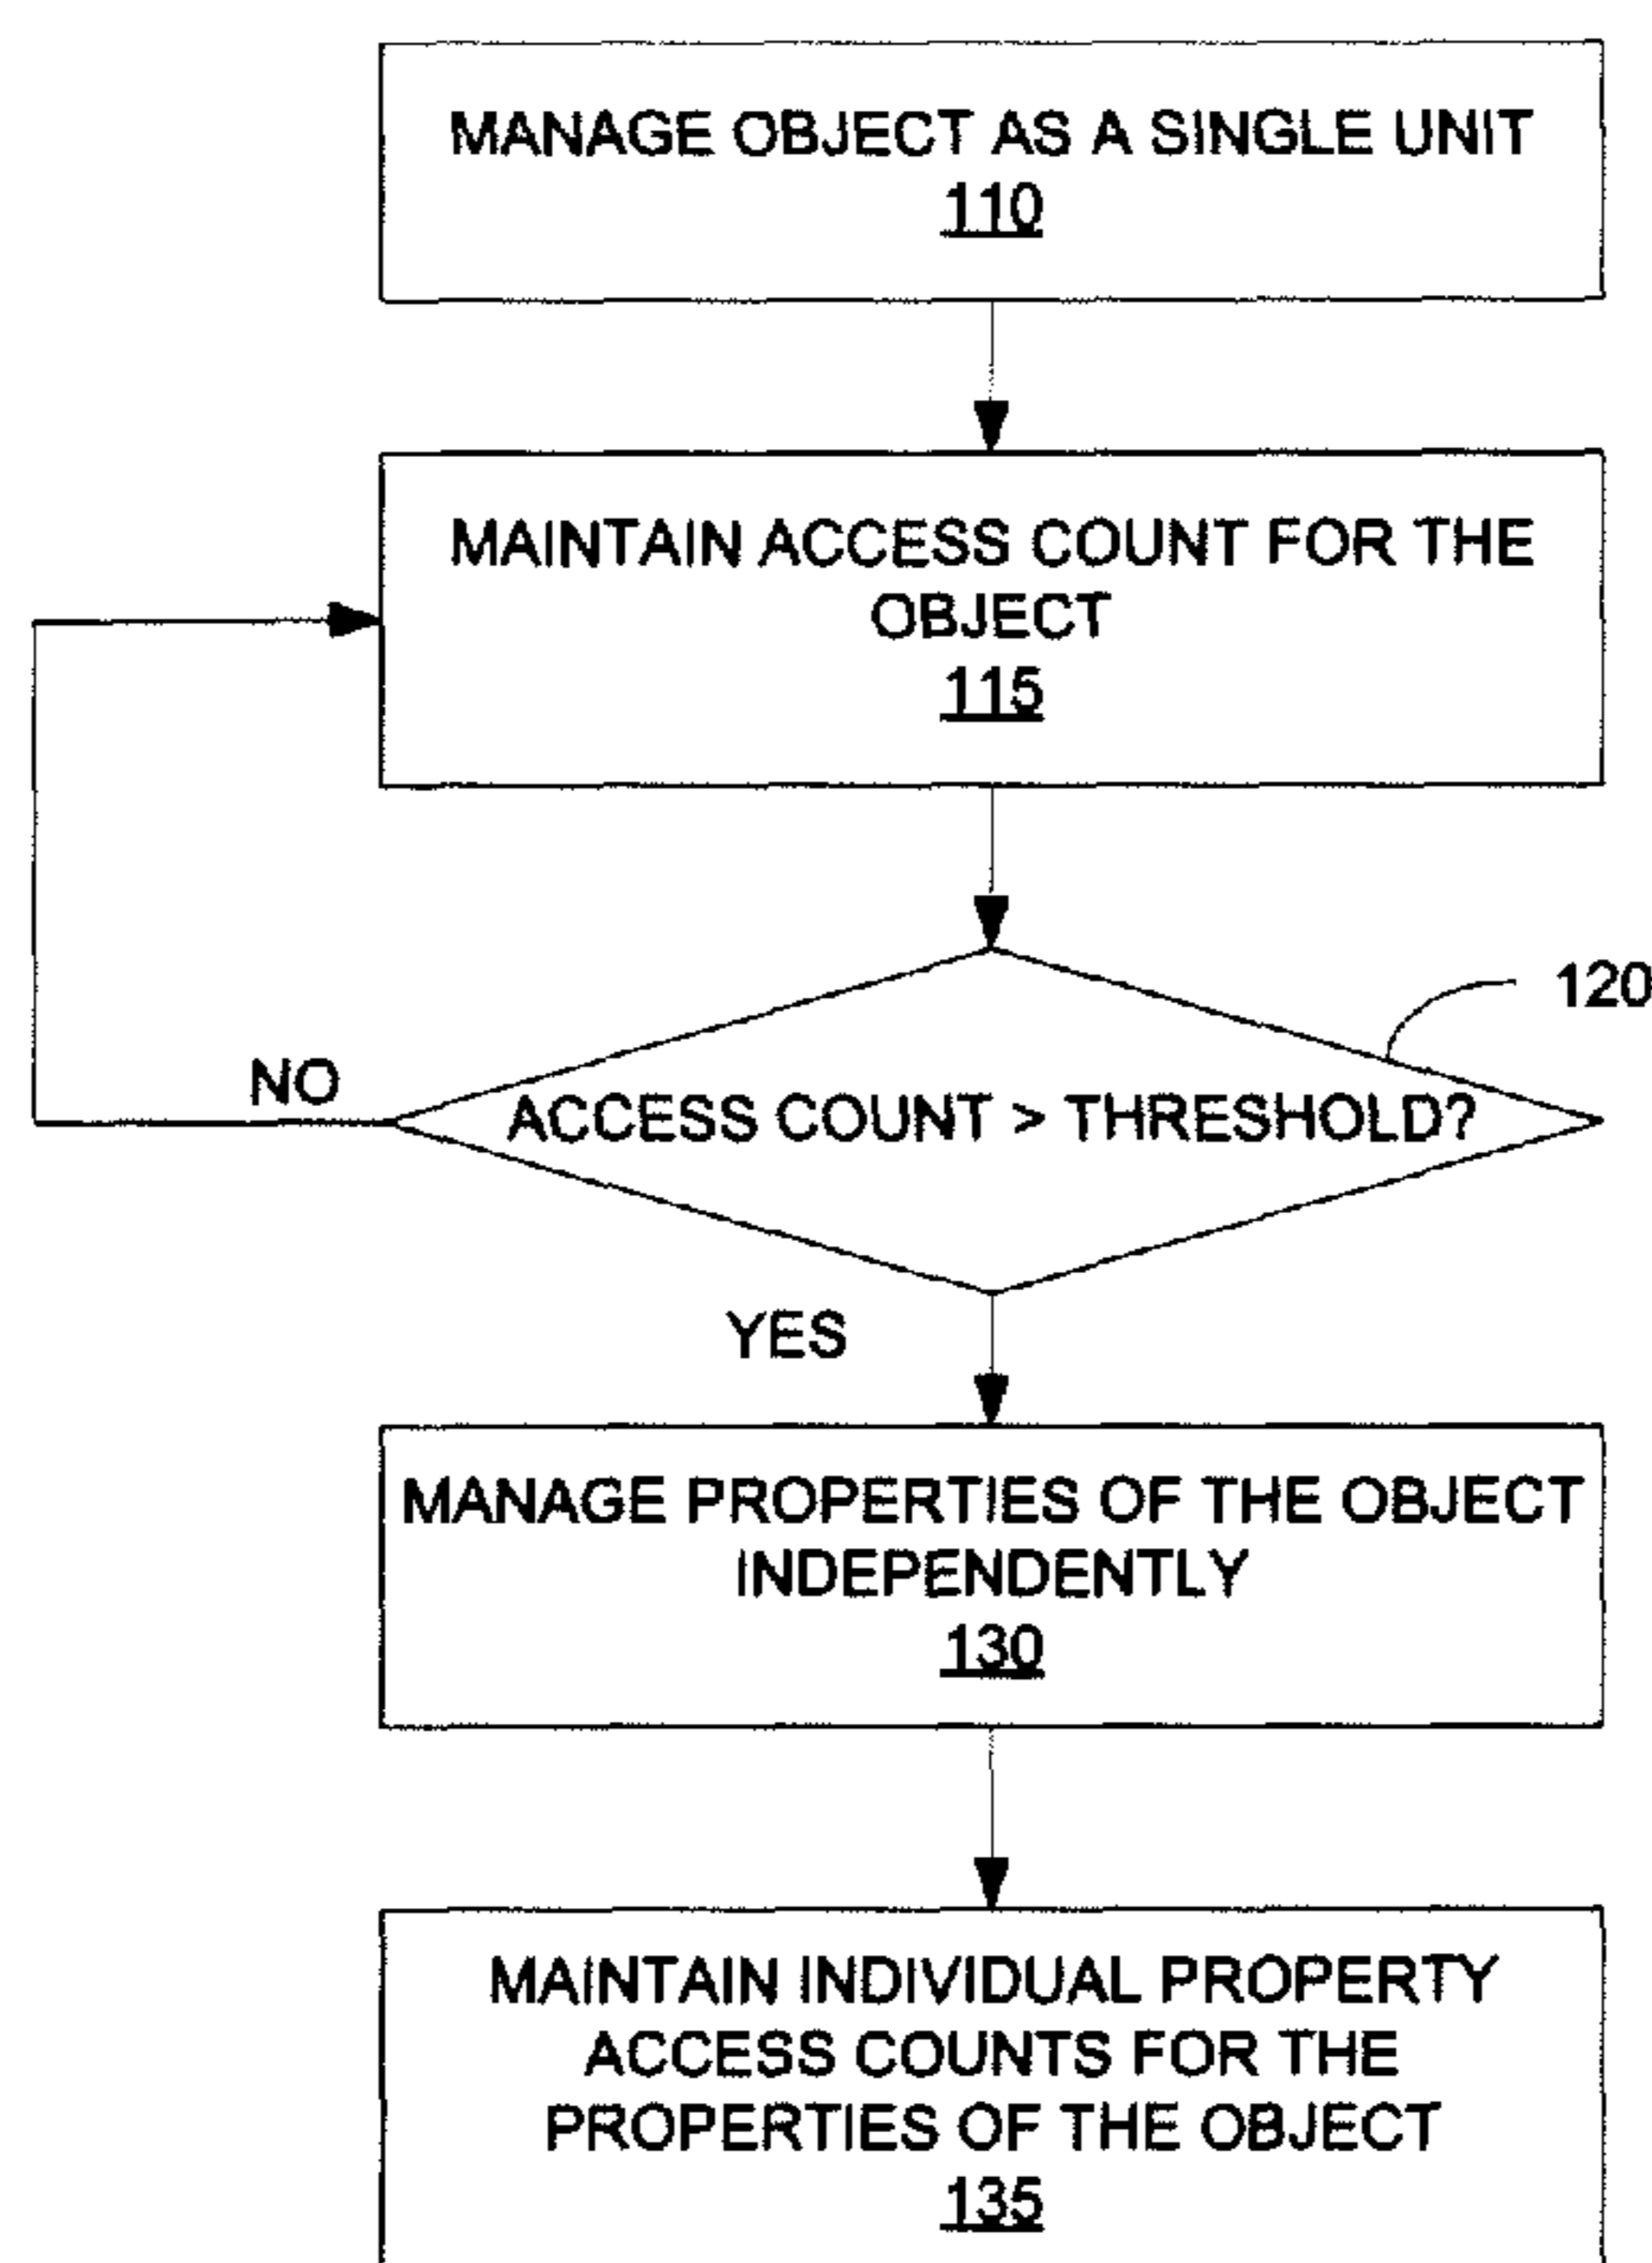 MANAGE OBJECT AS A SINGLE UNIT
110
MAINTAIN ACCESS COUNT FOR THE
OBJECT
115
120
NO
ACCESS COUNT > THRESHOLD?
YES
MANAGE PROPERTIES OF THE OBJECT
INDEPENDENTLY
130
MAINTAIN INDIVIDUAL PROPERTY
ACCESS COUNTS FOR THE
PROPERTIES OF THE OBJECT
135